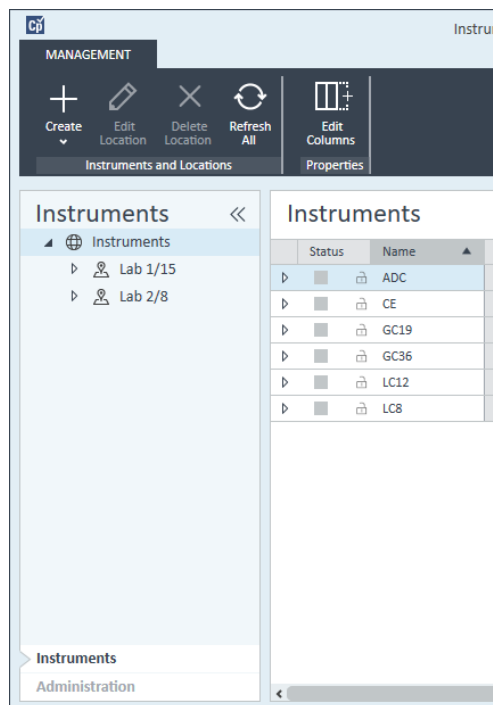 Cp
Instru
MANAGEMENT
Create
Edit Location
Delete Location
Refresh All
Edit Columns
Instruments and Locations
Properties
Instruments
Instruments
Lab 1/15
Lab 2/8
Instruments
Administration
Instruments
Status Name
ADC
CE
GC19
GC36
LC12
LC8